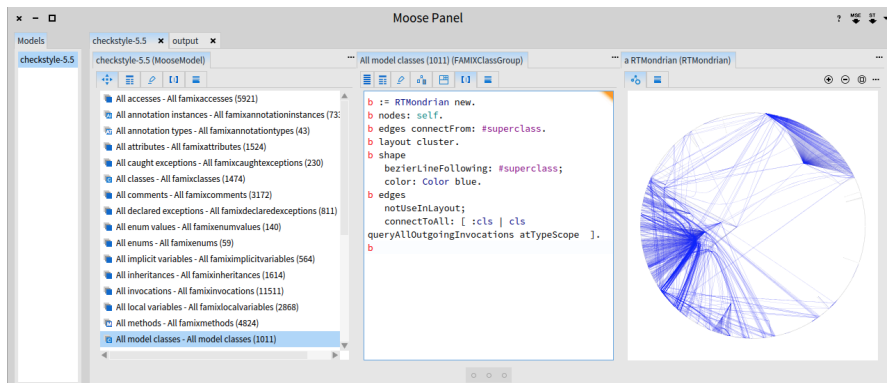 Moose Panel
? MSE ST
Models
checkstyle-5.5
output
checkstyle-5.5
checkstyle-5.5 (MooseModel)
All accesses - All famixaccesses (5921)
All annotation instances - All famixannotationinstances (73
All annotation types - All famixannotationtypes (43)
All attributes - All famixattributes (1524)
All caught exceptions - All famixcaughtexceptions (230)
All classes - All famixclasses (1474)
All comments - All famixcomments (3172)
All declared exceptions - All famixdeclaredexceptions (811)
All enum values - All famixenumvalues (140)
All enums - All famixenums (59)
All implicit variables - All famiximplicitvariables (564)
All inheritances - All famixinheritances (1614)
All invocations - All famixinvocations (11511)
All local variables - All famixlocalvariables (2868)
All methods - All famixmethods (4824)
All model classes - All model classes (1011)
All model classes (1011) (FAMIXClassGroup)
b := RTMondrian new.
b nodes: self.
b edges connectFrom: #superclass.
b layout cluster.
b shape
bezierLineFollowing: #superclass;
color: Color blue.
b edges
notUseInLayout;
connectToAll: [ :cls | cls
queryAllOutgoingInvocations atTypeScope ].
b
a RTMondrian (RTMondrian)